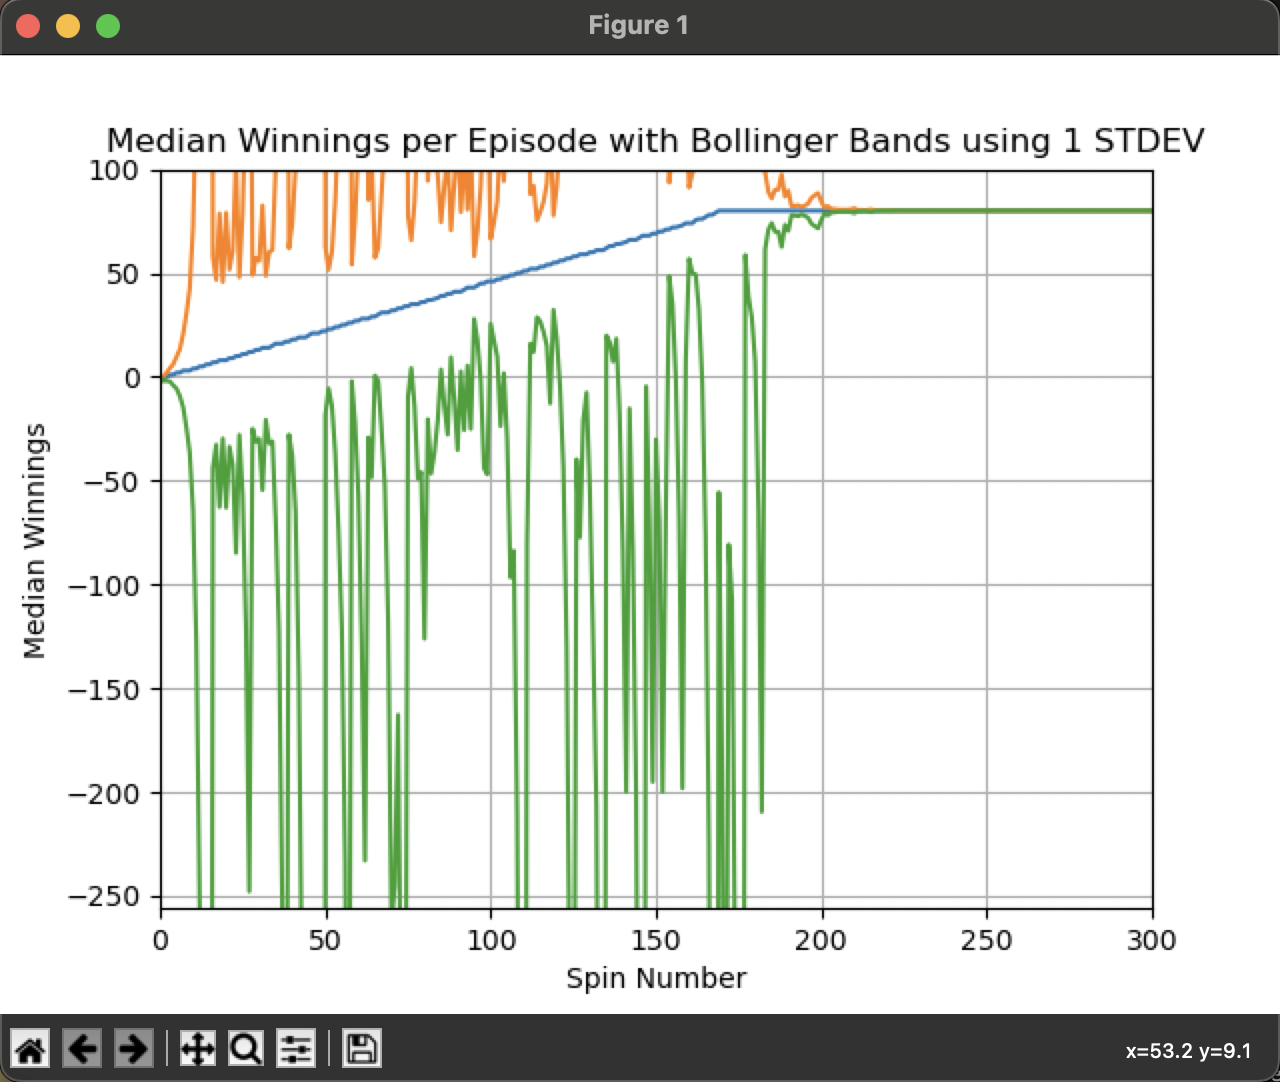 Figure 1
Median Winnings per Episode with Bollinger Bands using 1 STDEV
100
50
0
−50
−100
−150
−200
−250
Median Winnings
0 50 100 150 200 250 300
Spin Number
x=53.2 y=9.1